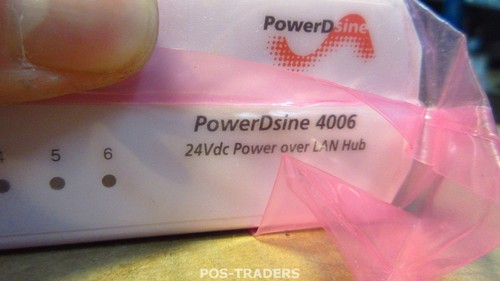 PowerDsine
PowerDsine 4006
24Vdc Power over LAN Hub
4 5 6
POS-TRADERS